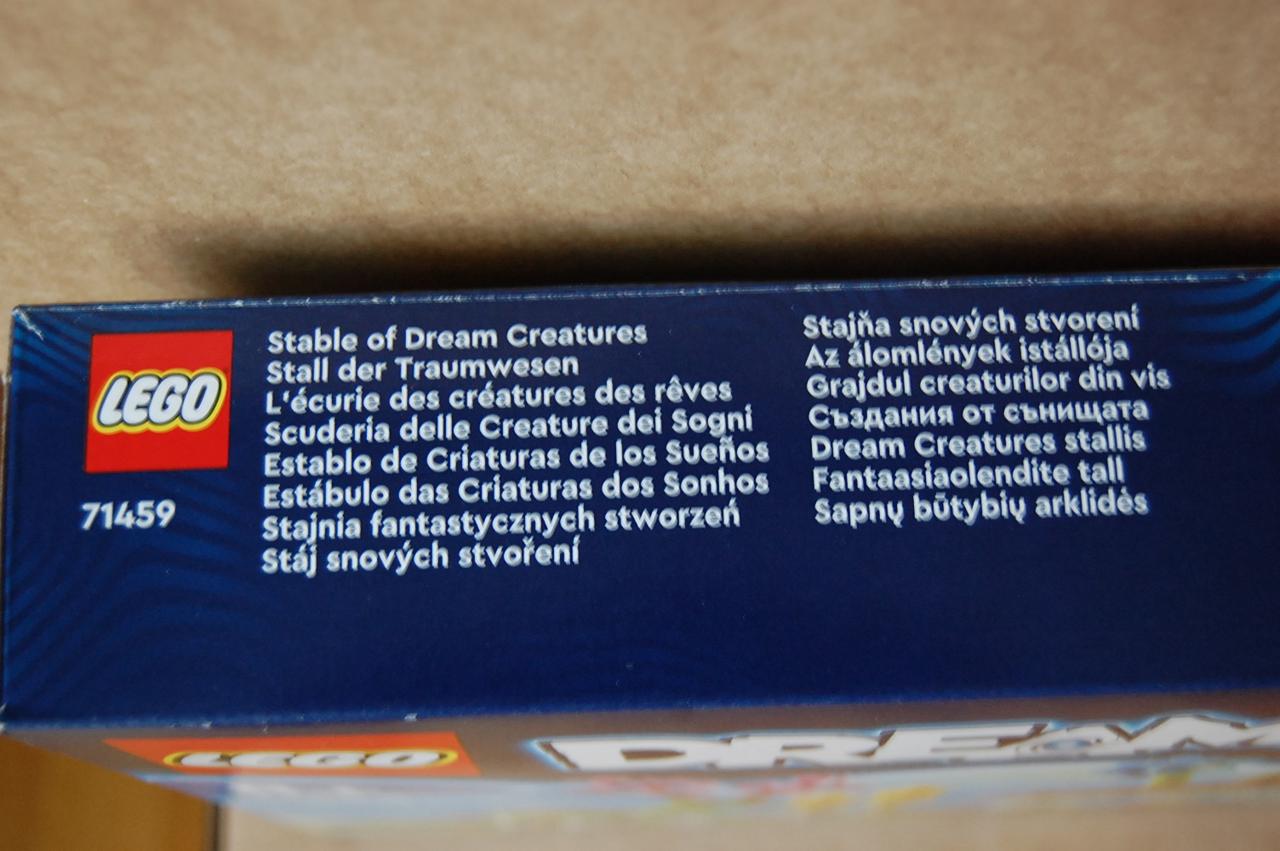 LEGO
71459
Stable of Dream Creatures
Stall der Traumwesen
L'écurie des créatures des rêves
Scuderia delle Creature dei Sogni
Establo de Criaturas de los Sueños
Estábulo das Criaturas dos Sonhos
Stajnia fantastycznych stworzeń
Stáj snových stvoření
Stajňa snových stvorení
Az álomlények istállója
Grajdul creaturilor din vis
Създания от сънищата
Dream Creatures stallis
Fantaasiaolendite tall
Sapnų būtybių arklidės
LEGO
DREAM